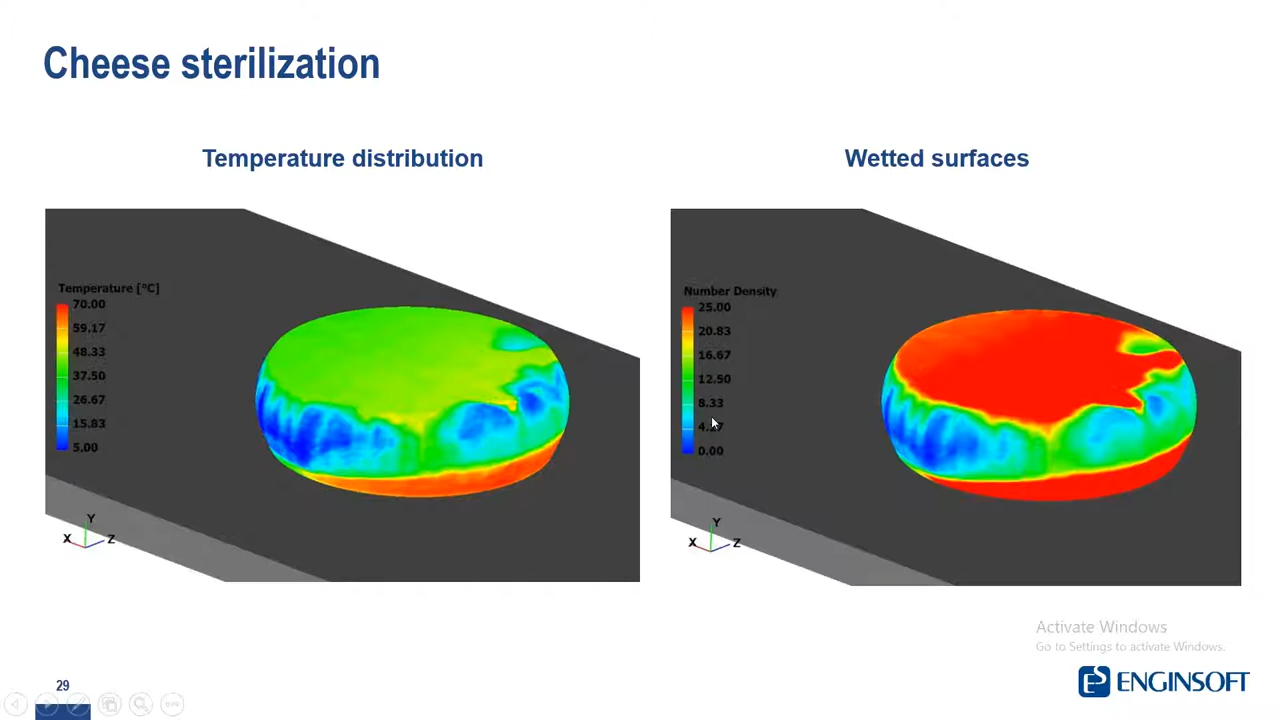 Cheese sterilization
Temperature distribution
Wetted surfaces
Temperature [°C]
70.00
59.17
48.33
37.50
26.67
15.83
5.00
Y
X
Z
Number Density
25.00
20.83
16.67
12.50
8.33
0.00
Y
X
Z
Activate Windows
Go to Settings to activate Windows.
29
ENGINSOFT